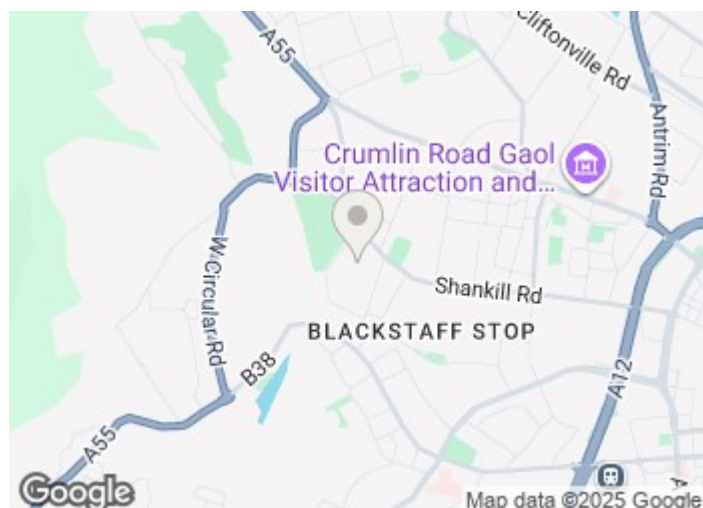 A55
Cliftonville Rd
Antrim Rd
Crumlin Road Gaol
Visitor Attraction and...
W Circular Rd
Shankill Rd
BLACKSTAFF STOP
B38
A12
A55
A
Google
Map data ©2025 Google